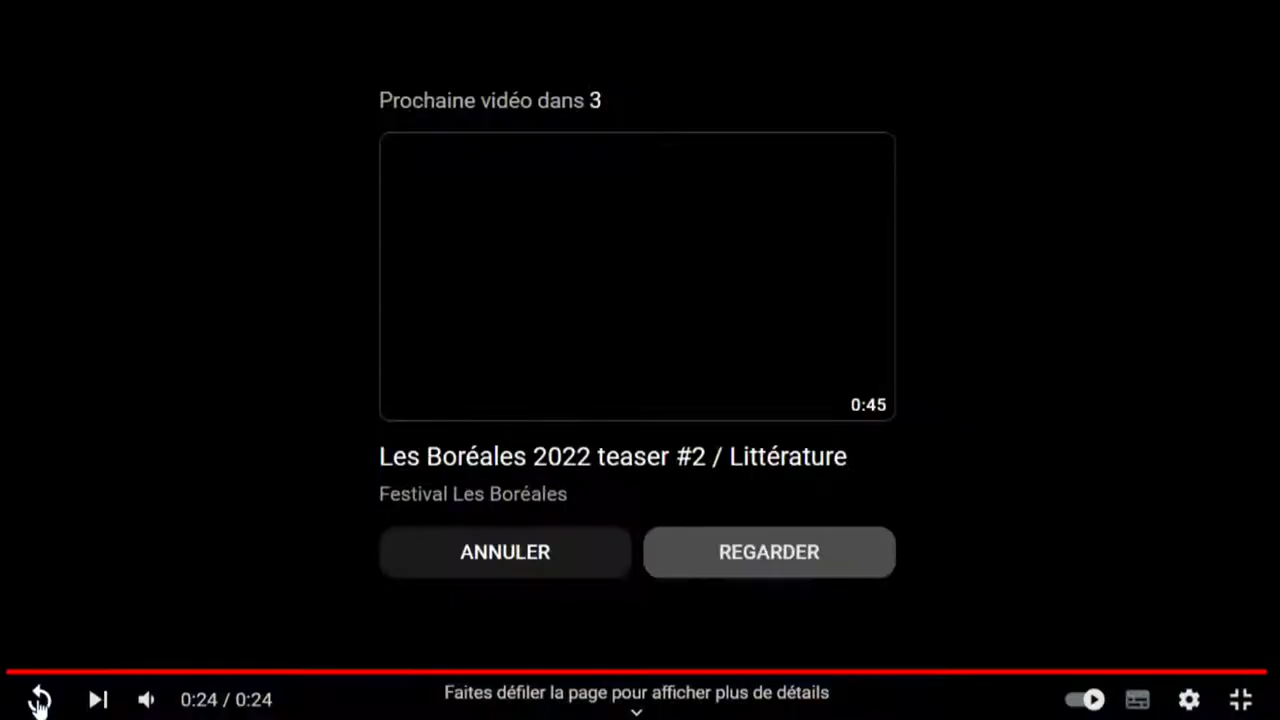 Prochaine vidéo dans 3
0:45
Les Boréales 2022 teaser #2 / Littérature
Festival Les Boréales
ANNULER
REGARDER
0:24 / 0:24
Faites défiler la page pour afficher plus de détails